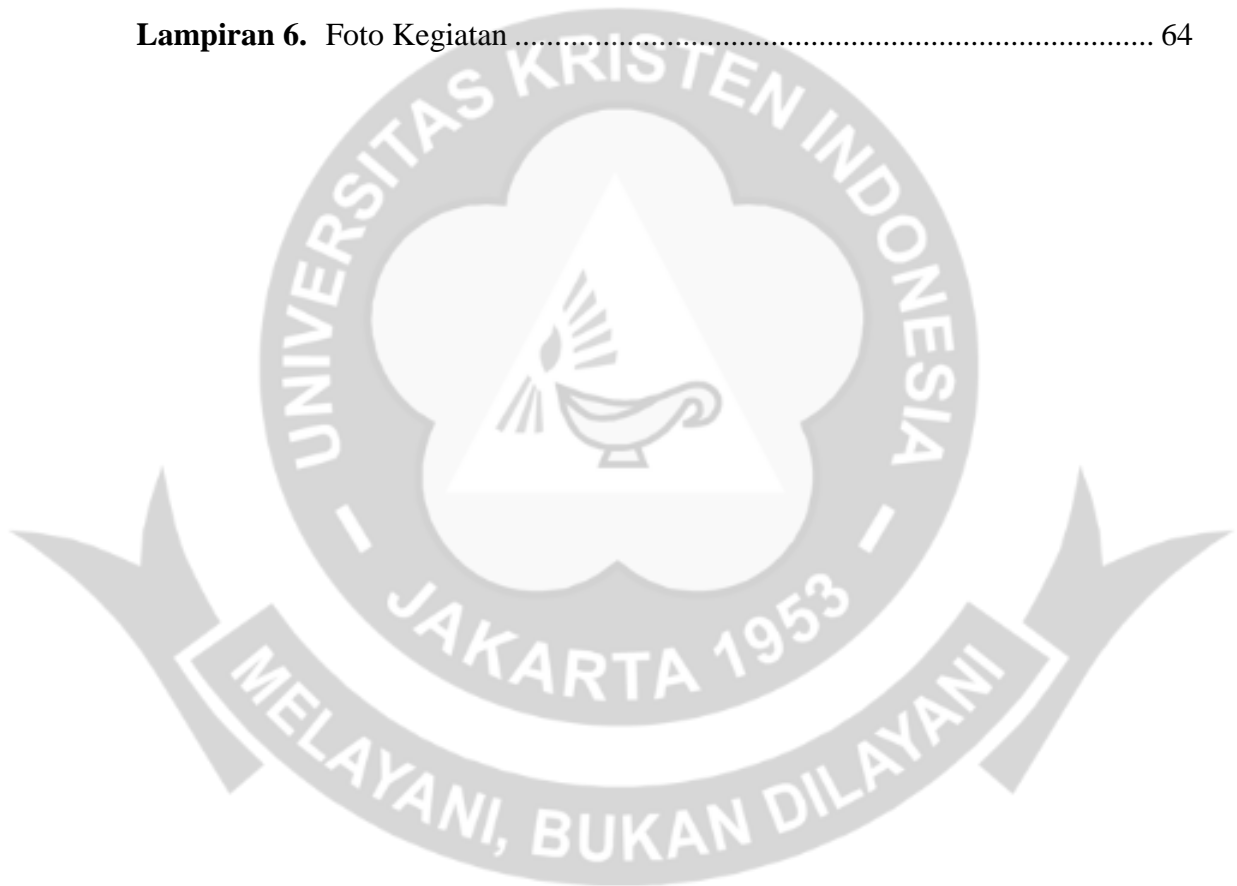 Lampiran 6. Foto Kegiatan ................................................................................. 64
UNIVERSITAS KRISTEN INDONESIA
- JAKARTA 1953 -
MELAYANI, BUKAN DILAYANI